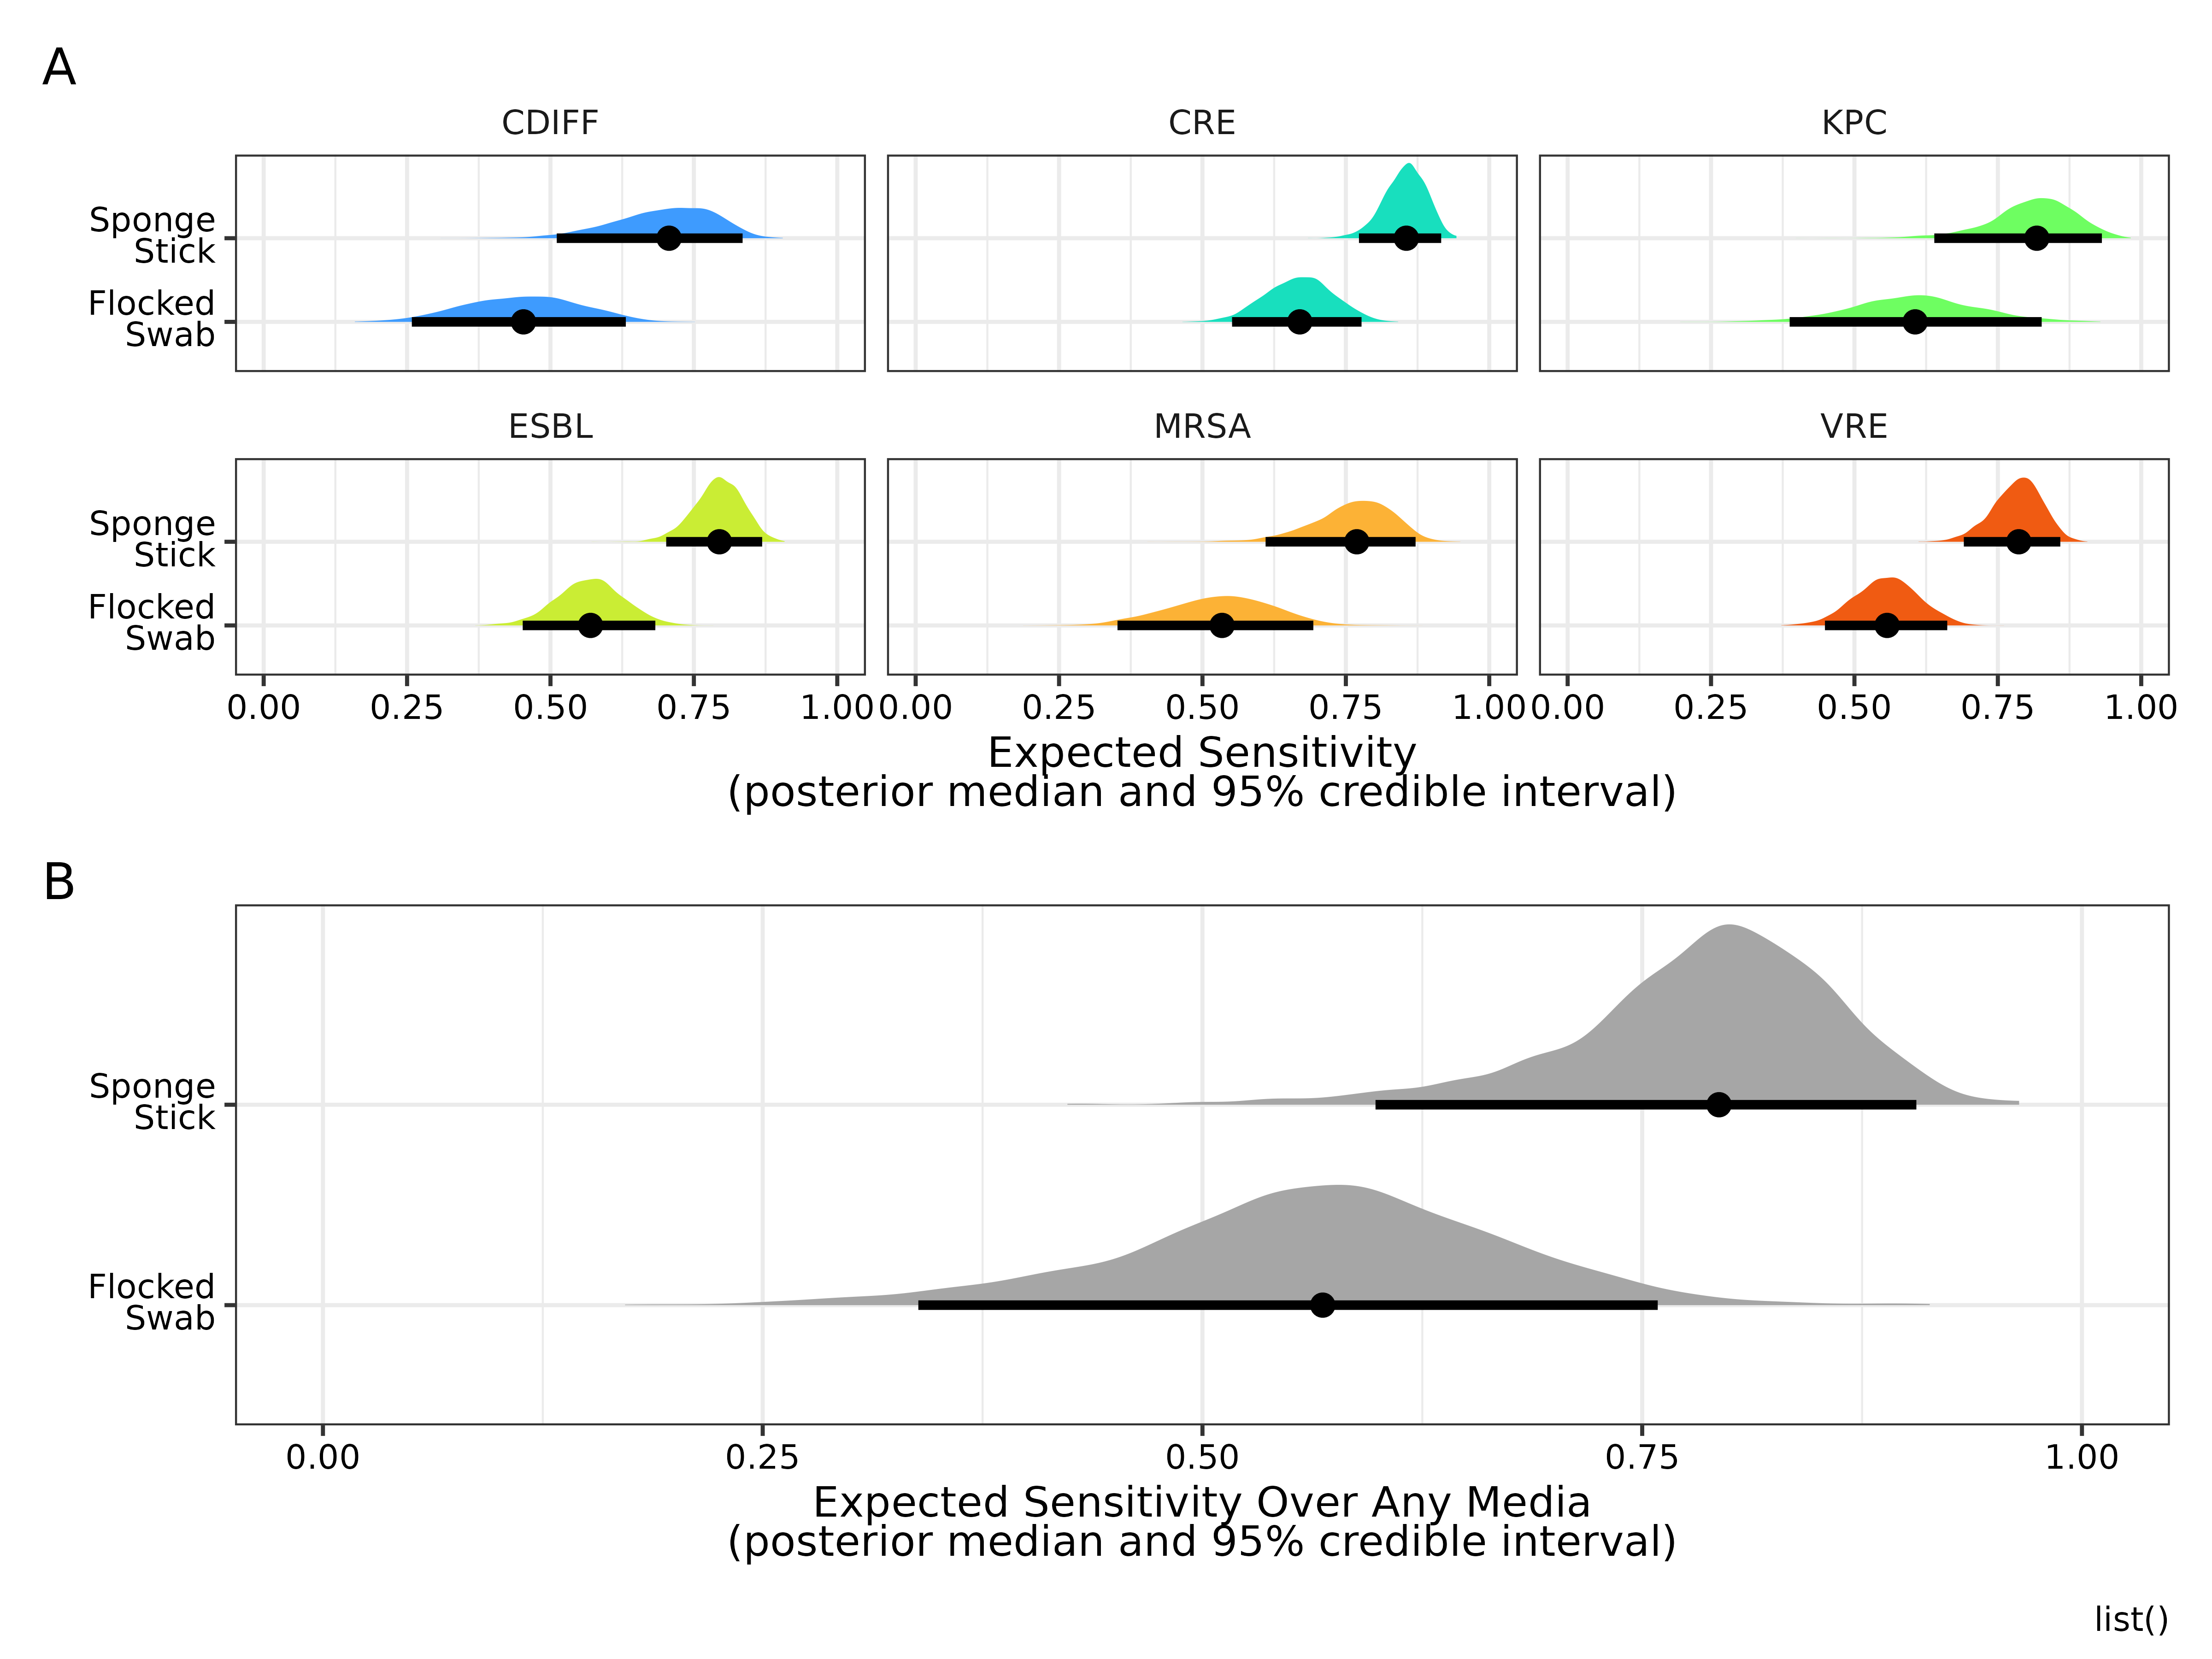 A
CDIFF
CRE
KPC
Sponge
Stick
Flocked
Swab
ESBL
MRSA
VRE
Sponge
Stick
Flocked
Swab
0.00 0.25 0.50 0.75 1.00 0.00 0.25 0.50 0.75 1.00 0.00 0.25 0.50 0.75 1.00
Expected Sensitivity
(posterior median and 95% credible interval)
B
Sponge
Stick
Flocked
Swab
0.00 0.25 0.50 0.75 1.00
Expected Sensitivity Over Any Media
(posterior median and 95% credible interval)
list()